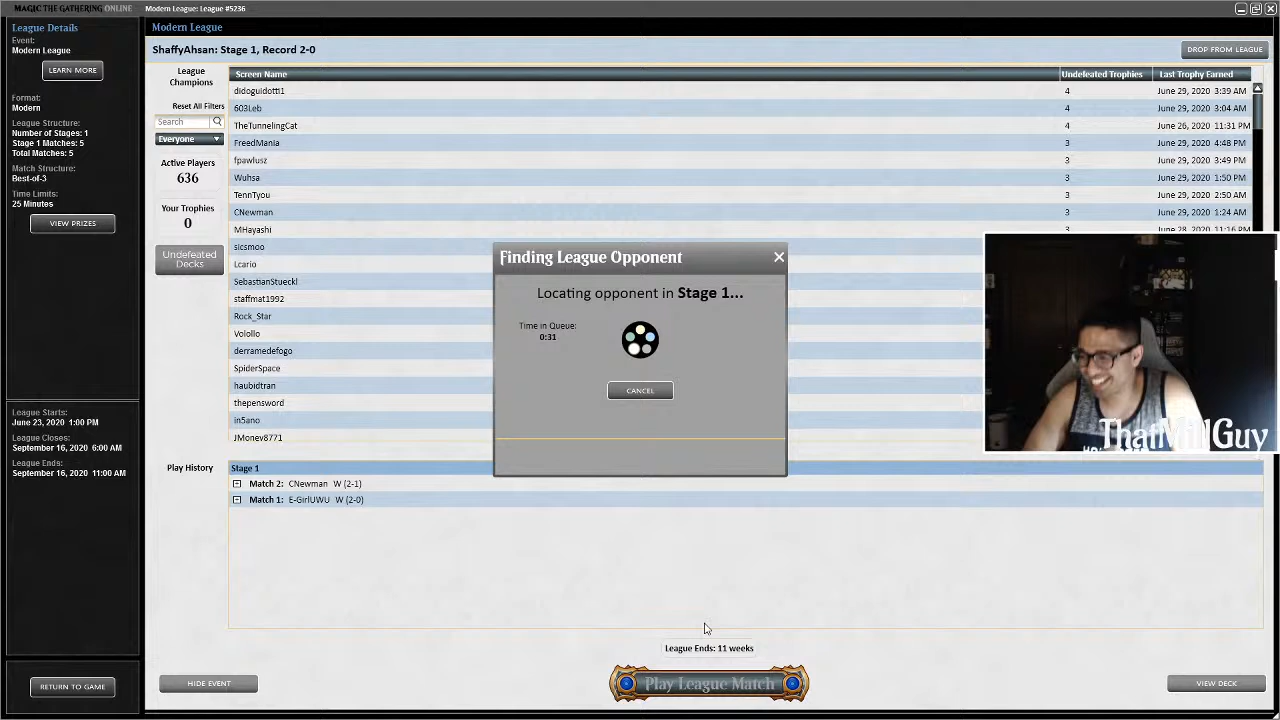 MAGIC THE GATHERING ONLINE
Modern League: League #5236
League Details
Event:
Modern League
LEARN MORE
Format:
Modern
League Structure:
Number of Stages: 1
Stage 1 Matches: 5
Total Matches: 5
Match Structure:
Best-of-3
Time Limits:
25 Minutes
VIEW PRIZES
League Starts:
June 23, 2020 1:00 PM
League Closes:
September 16, 2020 6:00 AM
League Ends:
September 16, 2020 11:00 AM
RETURN TO GAME
Modern League
ShaffyAhsan: Stage 1, Record 2-0
DROP FROM LEAGUE
League Champions
Reset All Filters
Search
Everyone
Active Players
636
Your Trophies
0
Undefeated Decks
Screen Name Undefeated Trophies Last Trophy Earned
didoguidotti1 4 June 29, 2020 3:39 AM
603Leb 4 June 29, 2020 3:04 AM
TheTunnelingCat 4 June 26, 2020 11:31 PM
FreedMania 3 June 29, 2020 4:48 PM
fpawlusz 3 June 29, 2020 3:49 PM
Wuhsa 3 June 29, 2020 1:50 PM
TennTyou 3 June 29, 2020 2:50 AM
CNewman 3 June 29, 2020 1:24 AM
MHayashi 3 June 28, 2020 11:16 PM
sicsmoo
Lcario
SebastianStueckl
staffmat1992
Rock_Star
Volollo
derramedefogo
SpiderSpace
haubidtran
thepensword
in5ano
JMoney8771
Finding League Opponent
Locating opponent in Stage 1...
Time in Queue:
0:31
CANCEL
ThatMillGuy
Play History
Stage 1
Match 2: CNewman W (2-1)
Match 1: E-GirlUWU W (2-0)
League Ends: 11 weeks
HIDE EVENT
Play League Match
VIEW DECK